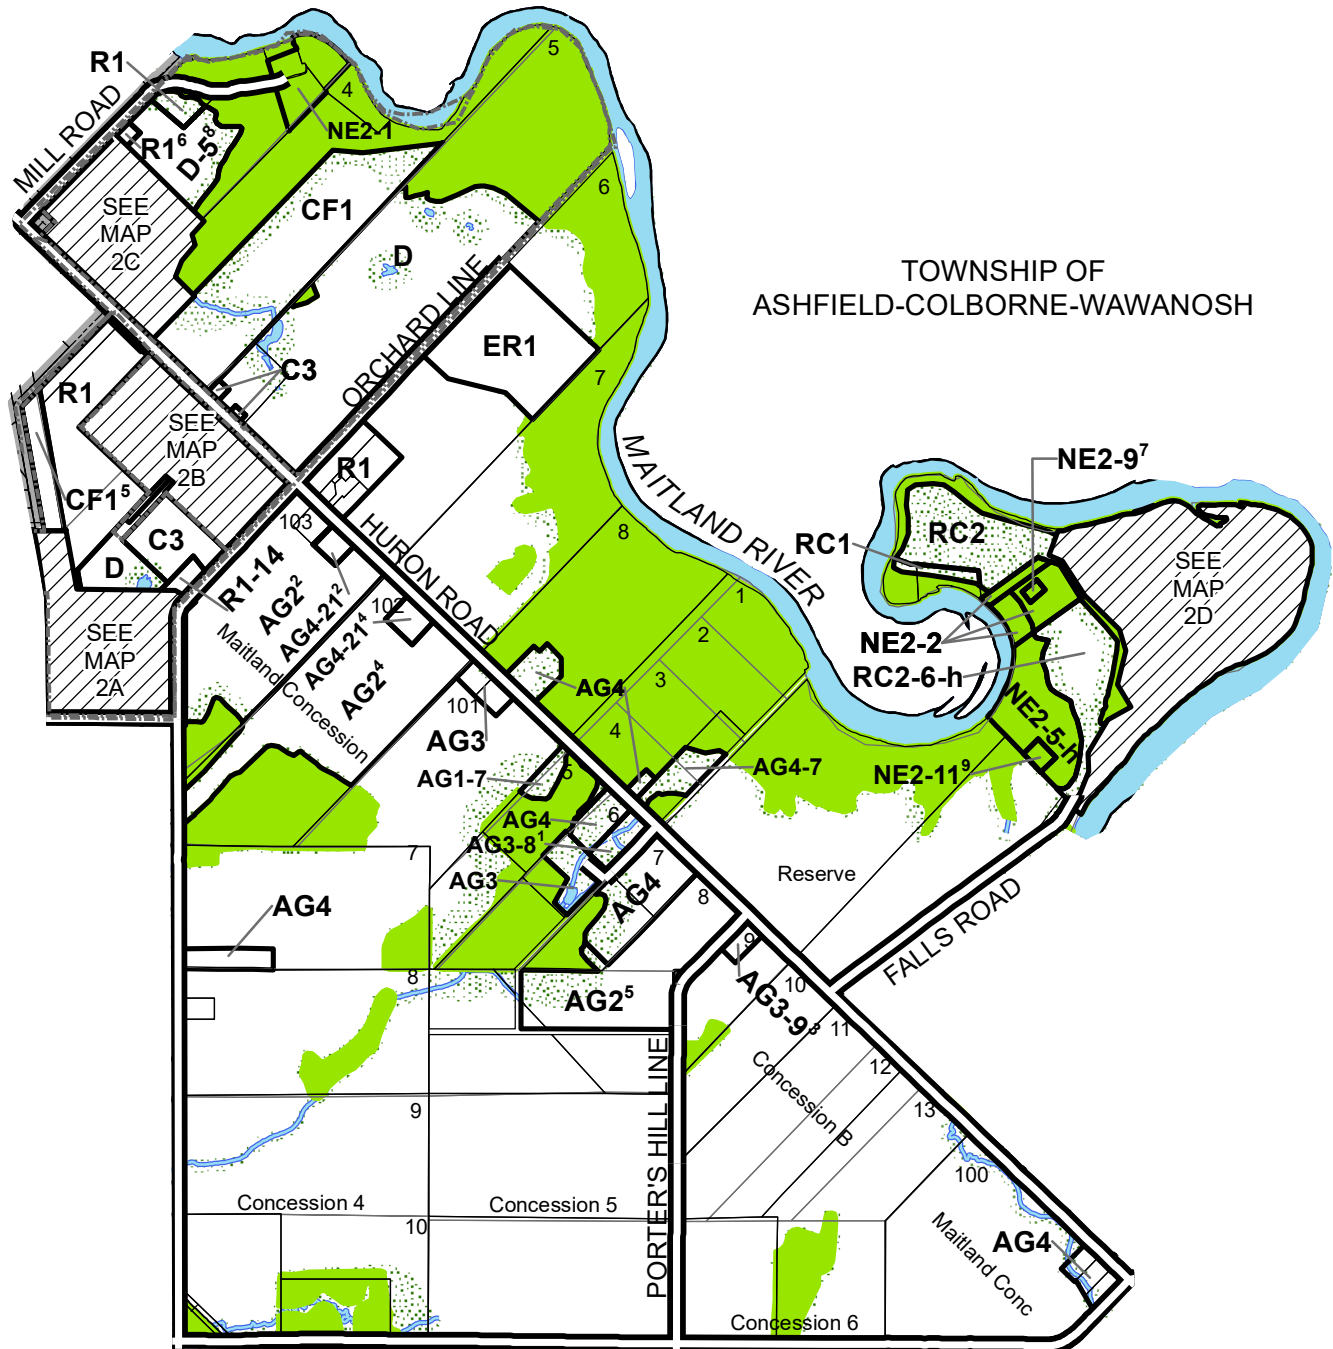 5
R1
4
NE2-1
MILL ROAD
R1⁶
D-5⁸
6
SEE
MAP
2C
CF1
D
TOWNSHIP OF
ASHFIELD-COLBORNE-WAWANOSH
ORCHARD LINE
ER1
C3
7
R1
SEE
MAP
2B
R1
MAITLAND RIVER
NE2-9⁷
CF1⁵
103
HURON ROAD
8
RC2
RC1
C3
D
SEE
MAP
2D
R1-14
AG2²
AG4-21²
102
AG4-21⁴
1
2
3
4
NE2-2
RC2-6-h
SEE
MAP
2A
Maitland Concession
AG2⁴
101
AG4
NE2-5-h
AG3
AG1-7
5
AG4-7
NE2-11⁹
AG4
6
AG3-8¹
7
7
AG3
AG4
8
Reserve
AG4
9
FALLS ROAD
8
AG2⁵
AG3-9³
10
11
12
13
PORTER'S HILL LINE
Concession B
9
100
Concession 4
Concession 5
10
Maitland Conc
AG4
Concession 6